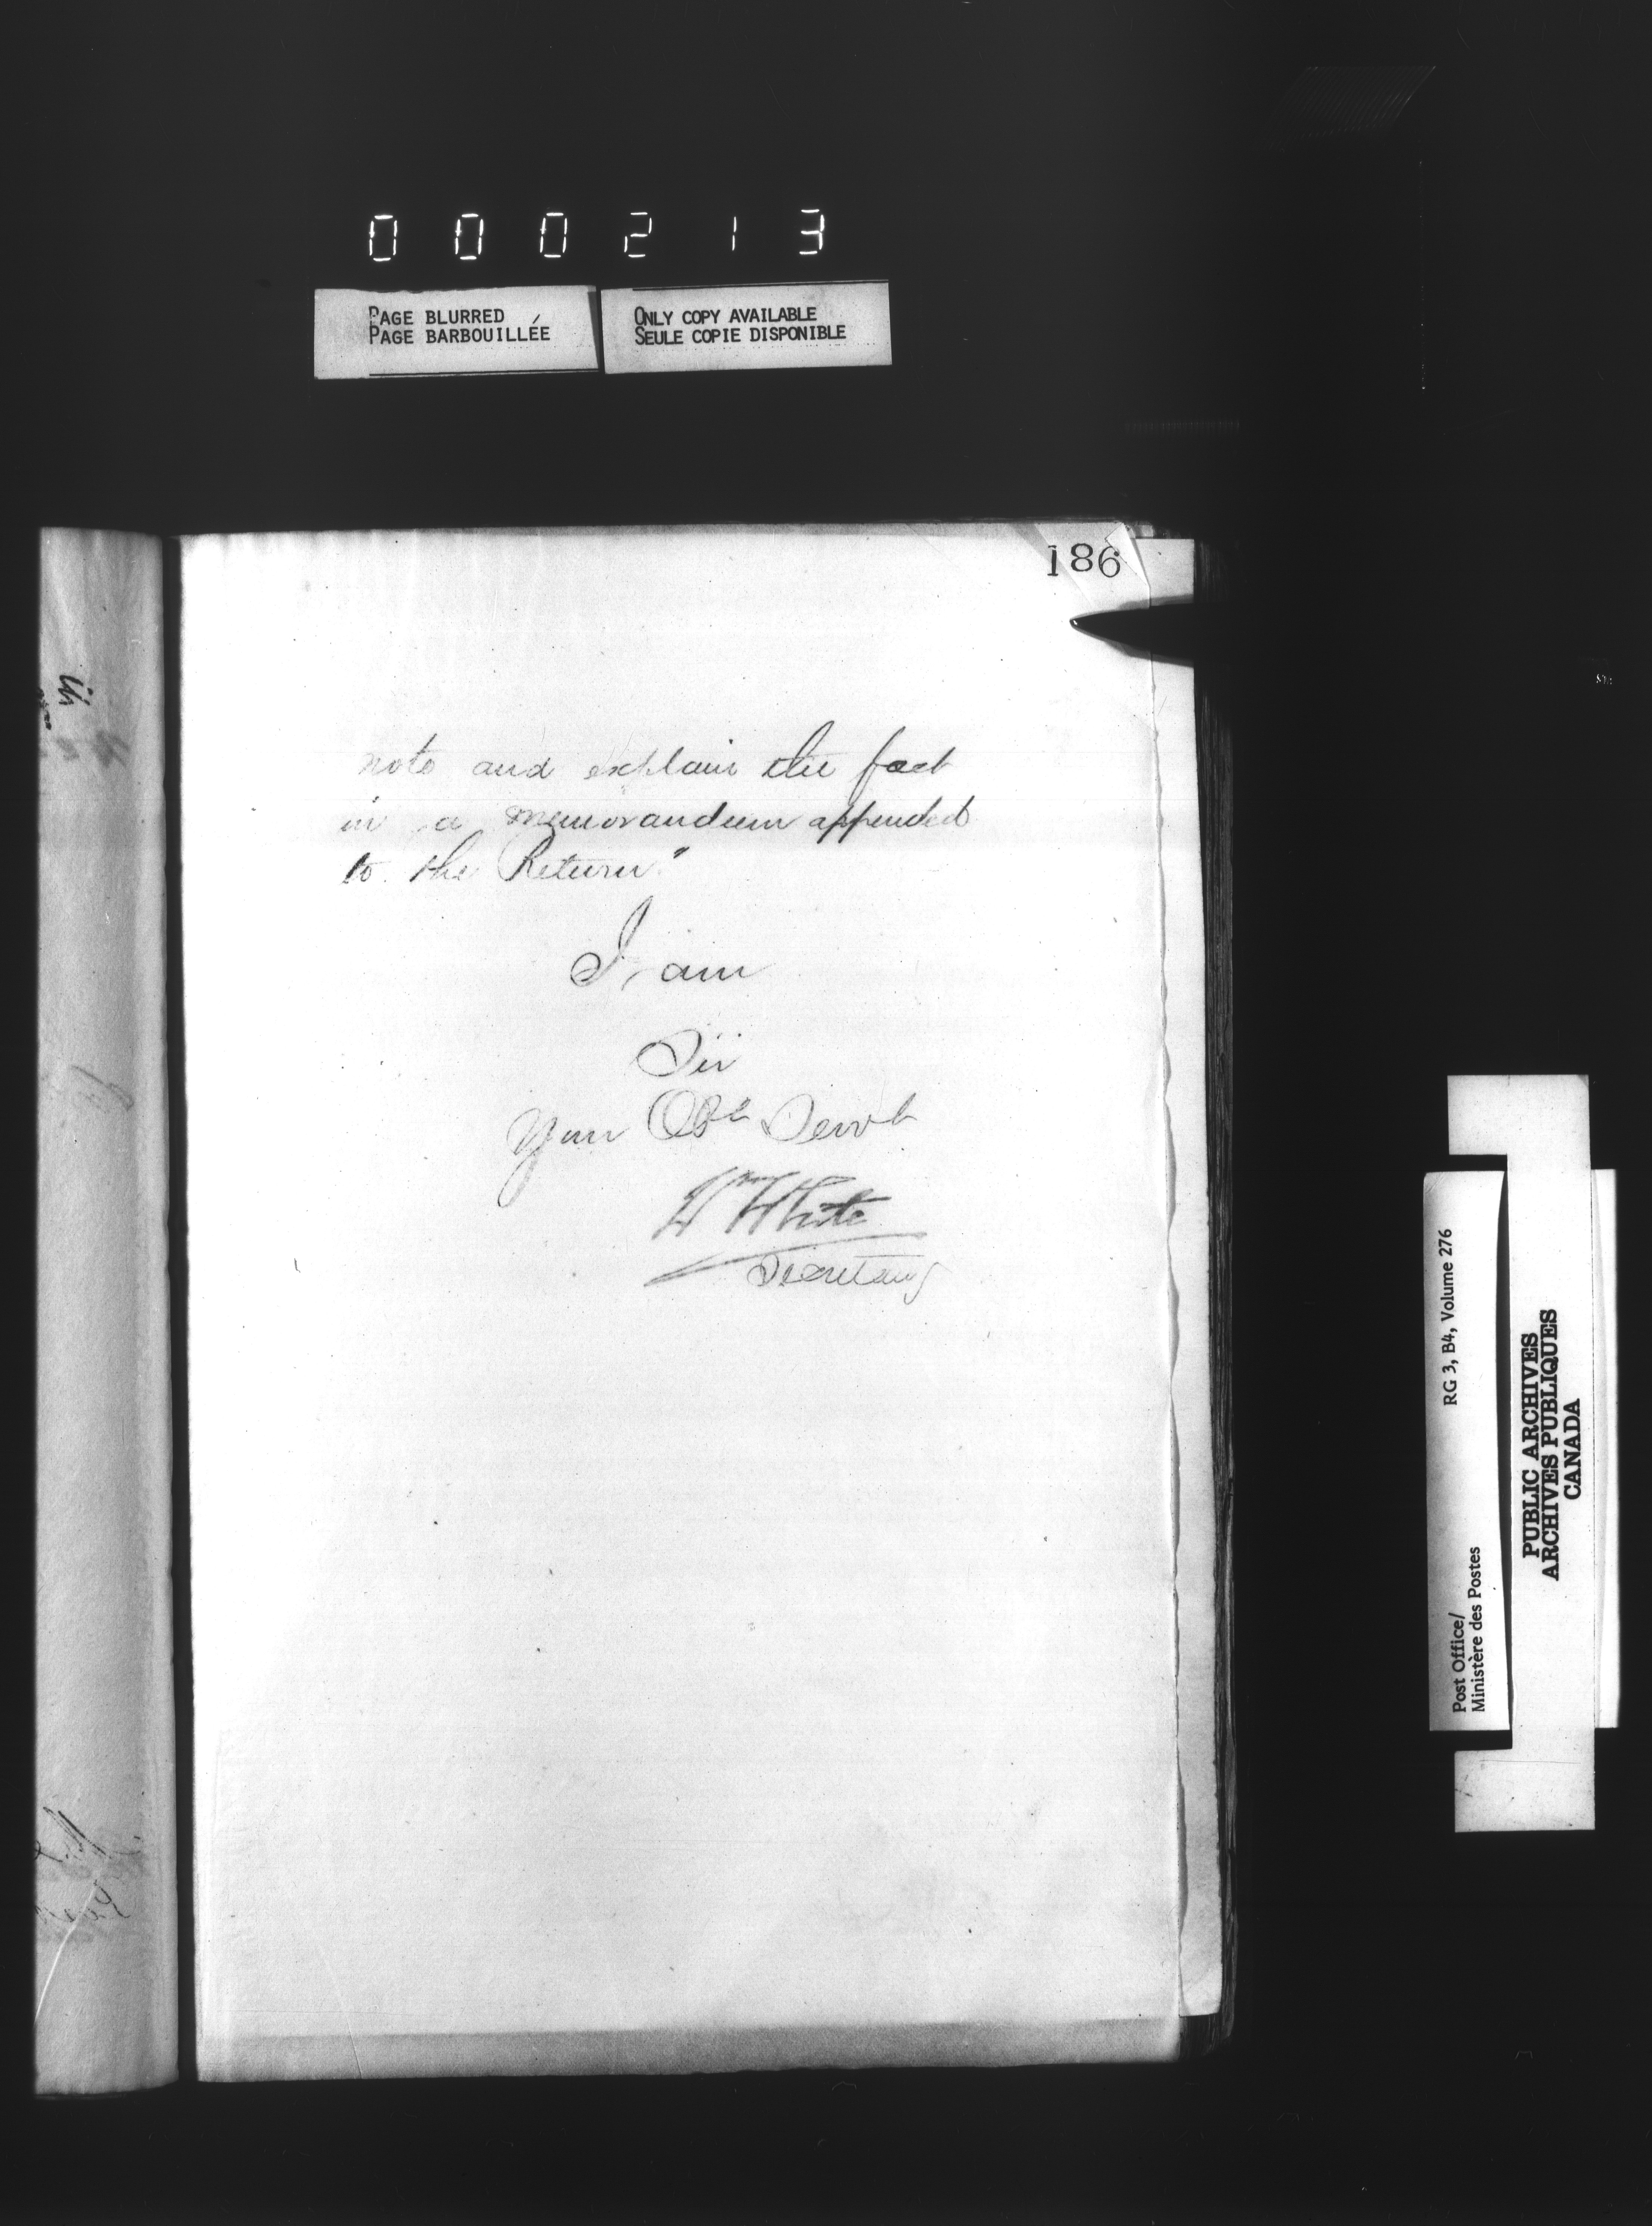 000213
PAGE BLURRED
PAGE BARBOUILLÉE
ONLY COPY AVAILABLE
SEULE COPIE DISPONIBLE
186
note and explain the fact
in a memorandum appended
to the Return"
I am
Sir
Your Obt Servt
W White
Secretary
RG 3, B4, Volume 276
Post Office/
Ministère des Postes
PUBLIC ARCHIVES
ARCHIVES PUBLIQUES
CANADA